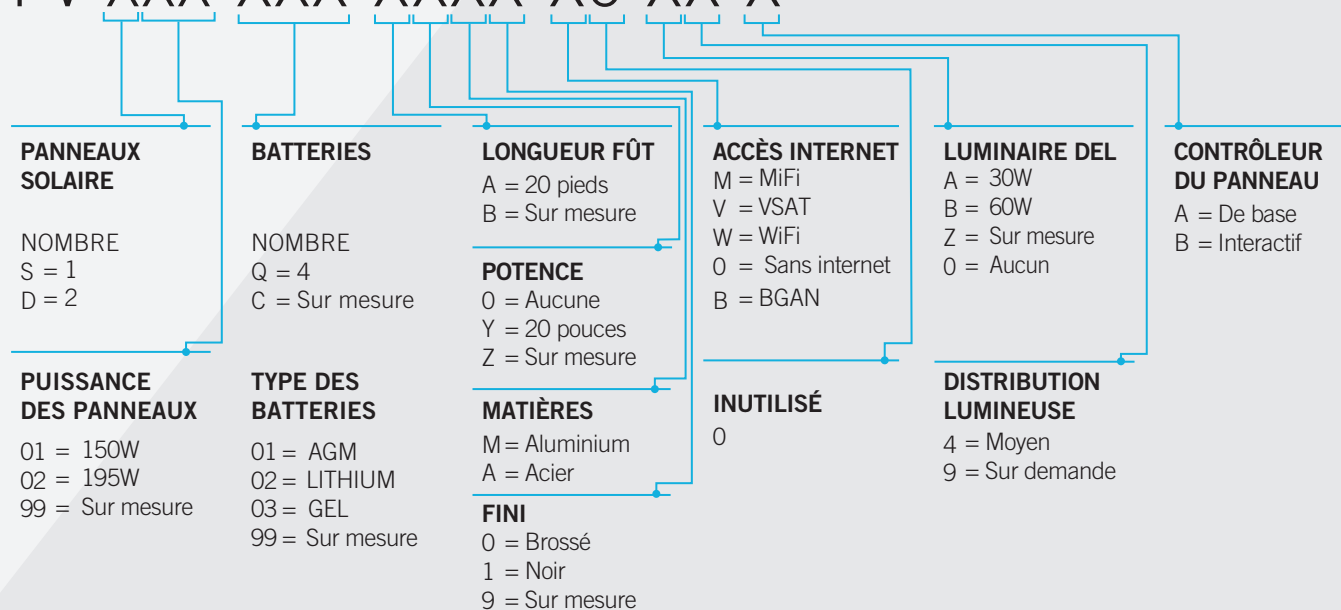 PANNEAUX
SOLAIRE
NOMBRE
S = 1
D = 2
PUISSANCE
DES PANNEAUX
01 = 150W
02 = 195W
99 = Sur mesure
BATTERIES
NOMBRE
Q = 4
C = Sur mesure
TYPE DES
BATTERIES
01 = AGM
02 = LITHIUM
03 = GEL
99 = Sur mesure
LONGUEUR FÛT
A = 20 pieds
B = Sur mesure
POTENCE
0 = Aucune
Y = 20 pouces
Z = Sur mesure
MATIÈRES
M = Aluminium
A = Acier
FINI
0 = Brossé
1 = Noir
9 = Sur mesure
ACCÈS INTERNET
M = MiFi
V = VSAT
W = WiFi
0 = Sans internet
B = BGAN
INUTILISÉ
0
LUMINAIRE DEL
A = 30W
B = 60W
Z = Sur mesure
0 = Aucun
DISTRIBUTION
LUMINEUSE
4 = Moyen
9 = Sur demande
CONTRÔLEUR
DU PANNEAU
A = De base
B = Interactif